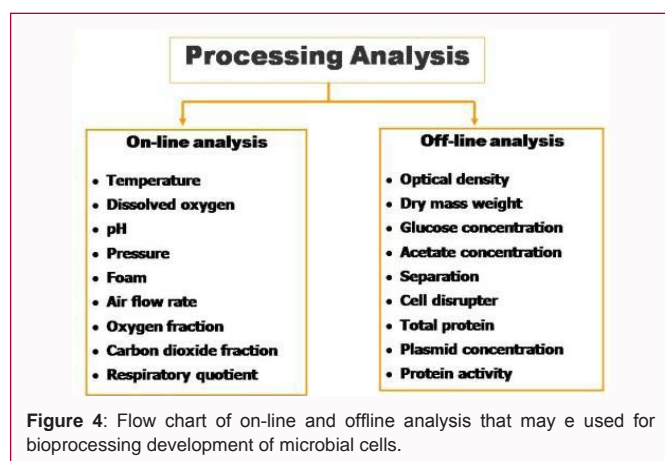 Processing Analysis
On-line analysis
• Temperature
• Dissolved oxygen
• pH
• Pressure
• Foam
• Air flow rate
• Oxygen fraction
• Carbon dioxide fraction
• Respiratory quotient
Off-line analysis
• Optical density
• Dry mass weight
• Glucose concentration
• Acetate concentration
• Separation
• Cell disrupter
• Total protein
• Plasmid concentration
• Protein activity
Figure 4: Flow chart of on-line and offline analysis that may e used for
bioprocessing development of microbial cells.